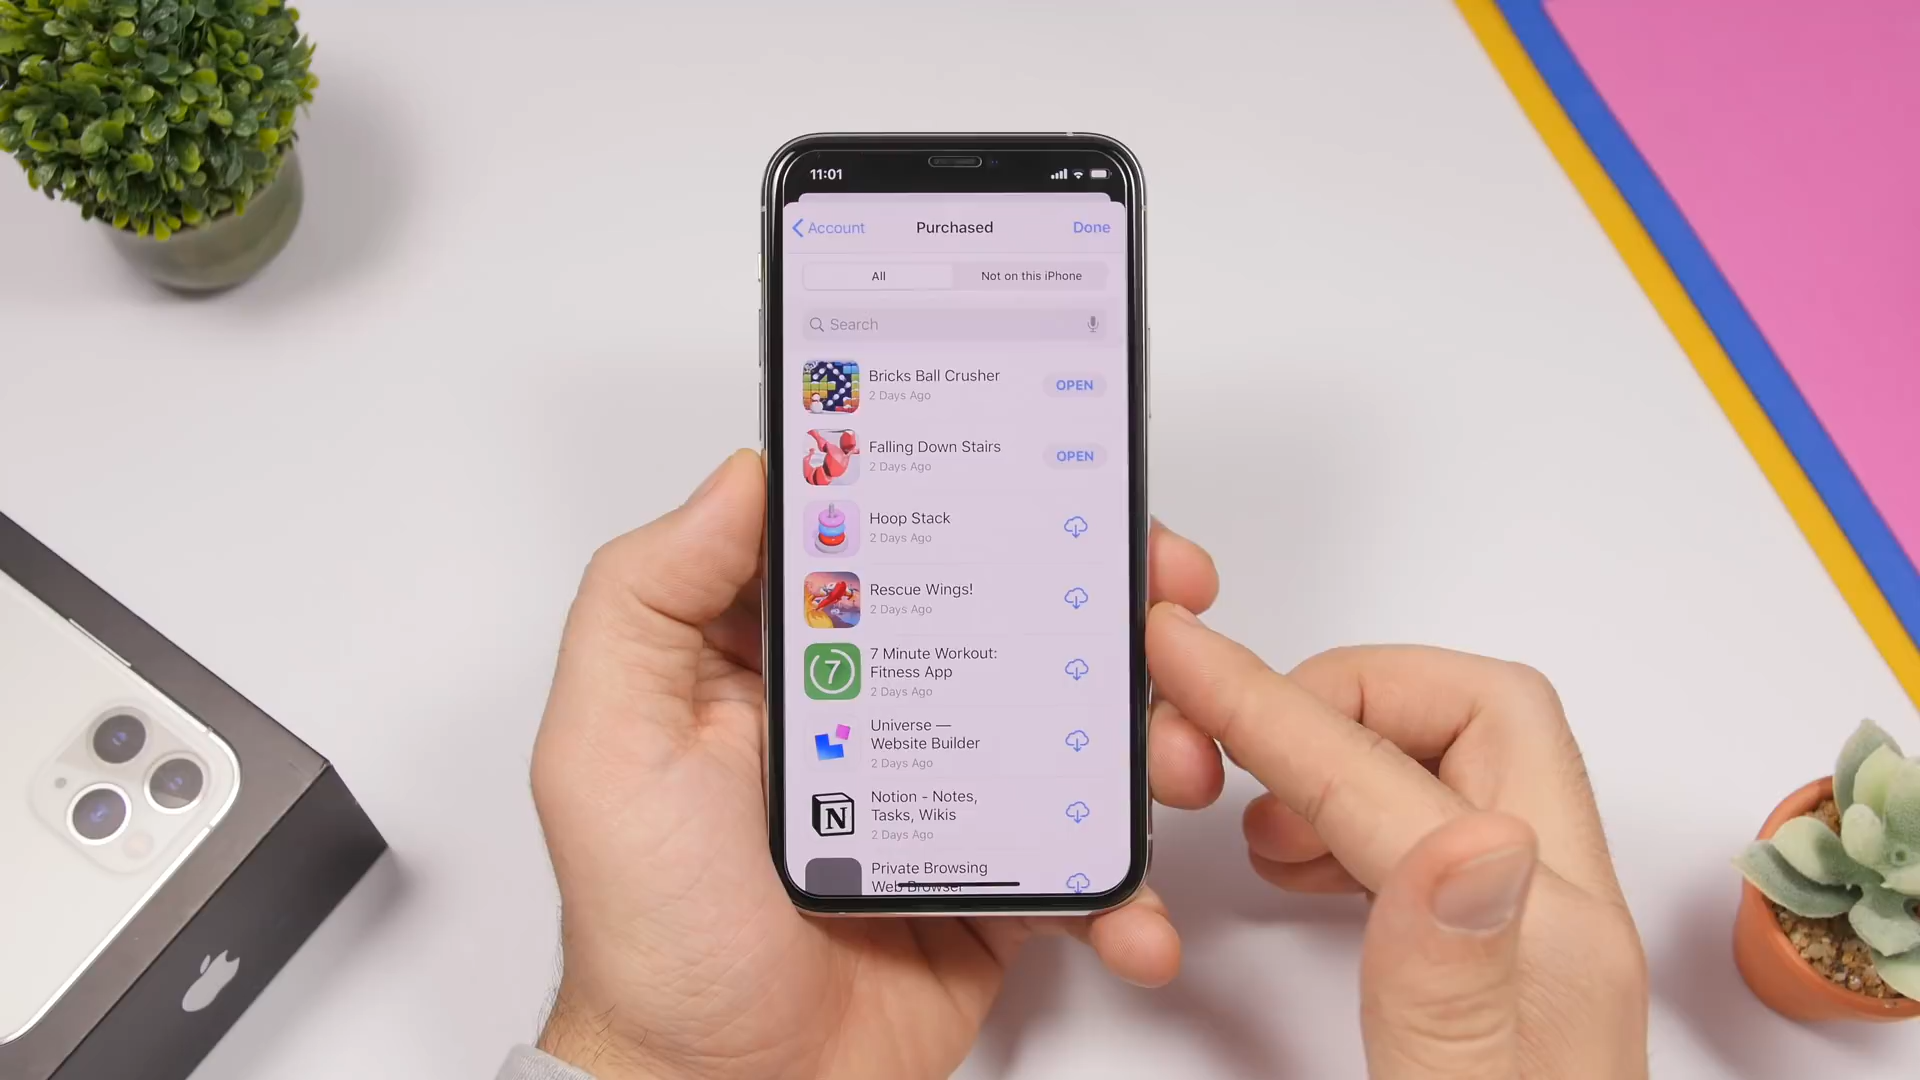 11:01
Account
Purchased
Done
All
Not on this iPhone
Search
Bricks Ball Crusher
2 Days Ago
OPEN
Falling Down Stairs
2 Days Ago
OPEN
Hoop Stack
2 Days Ago
Rescue Wings!
2 Days Ago
7
7 Minute Workout:
Fitness App
2 Days Ago
Universe —
Website Builder
2 Days Ago
N
Notion - Notes,
Tasks, Wikis
2 Days Ago
Private Browsing
Web Browser